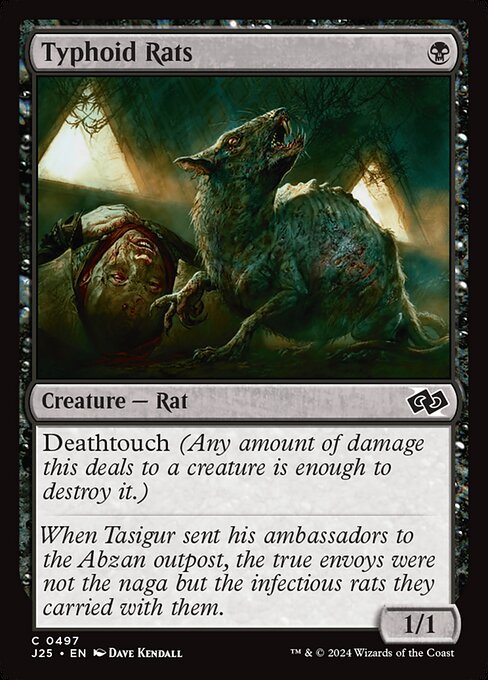 Typhoid Rats
Creature — Rat
Deathtouch (Any amount of damage
this deals to a creature is enough to
destroy it.)
When Tasigur sent his ambassadors to
the Abzan outpost, the true envoys were
not the naga but the infectious rats they
carried with them.
1/1
C 0497
J25 • EN Dave Kendall
™ & © 2024 Wizards of the Coast